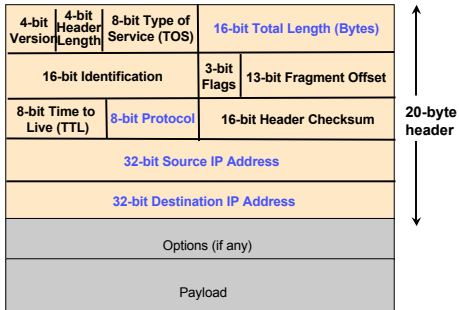 4-bit
Version
4-bit
Header
Length
8-bit Type of
Service (TOS)
16-bit Total Length (Bytes)
16-bit Identification
3-bit
Flags
13-bit Fragment Offset
8-bit Time to
Live (TTL)
8-bit Protocol
16-bit Header Checksum
20-byte
header
32-bit Source IP Address
32-bit Destination IP Address
Options (if any)
Payload